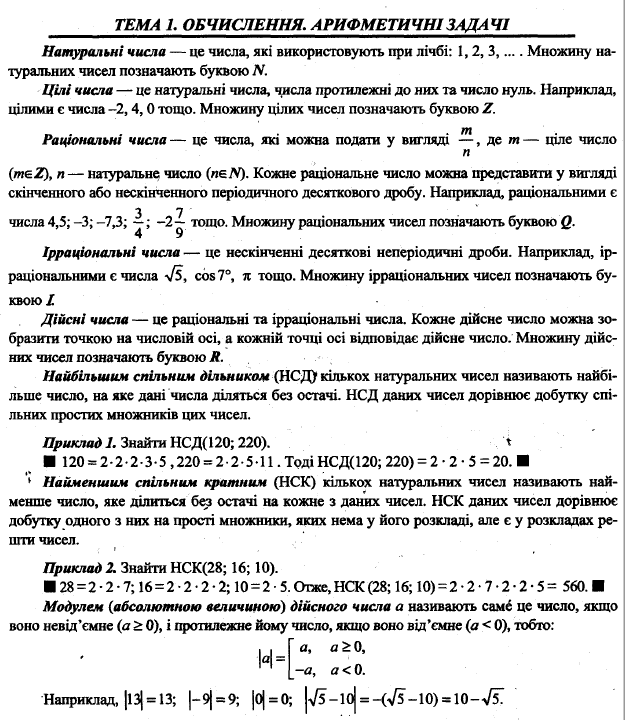 ТЕМА 1. ОБЧИСЛЕННЯ. АРИФМЕТИЧНІ ЗАДАЧІ
Натуральні числа — це числа, які використовують при лічбі: 1, 2, 3, ... . Множину на-
туральних чисел позначають буквою N.
Цілі числа — це натуральні числа, числа протилежні до них та число нуль. Наприклад,
цілими є числа –2, 4, 0 тощо. Множину цілих чисел позначають буквою Z.
Раціональні числа — це числа, які можна подати у вигляді m/n, де m — ціле число
(m∈Z), n — натуральне число (n∈N). Кожне раціональне число можна представити у вигляді
скінченного або нескінченного періодичного десяткового дробу. Наприклад, раціональними є
числа 4,5; –3; –7,3; 3/4; –2 7/9 тощо. Множину раціональних чисел позначають буквою Q.
Ірраціональні числа — це нескінченні десяткові неперіодичні дроби. Наприклад, ір-
раціональними є числа √5, cos 7°, π тощо. Множину ірраціональних чисел позначають бу-
квою I.
Дійсні числа — це раціональні та ірраціональні числа. Кожне дійсне число можна зо-
бразити точкою на числовій осі, а кожній точці осі відповідає дійсне число. Множину дійс-
них чисел позначають буквою R.
Найбільшим спільним дільником (НСД) кількох натуральних чисел називають найбі-
льше число, на яке дані числа діляться без остачі. НСД даних чисел дорівнює добутку спі-
льних простих множників цих чисел.
Приклад 1. Знайти НСД(120; 220).
■ 120 = 2·2·2·3·5 , 220 = 2·2·5·11 . Тоді НСД(120; 220) = 2 · 2 · 5 = 20. ■
Найменшим спільним кратним (НСК) кількох натуральних чисел називають най-
менше число, яке ділиться без остачі на кожне з даних чисел. НСК даних чисел дорівнює
добутку одного з них на прості множники, яких нема у його розкладі, але є у розкладах ре-
шти чисел.
Приклад 2. Знайти НСК(28; 16; 10).
■ 28 = 2 · 2 · 7; 16 = 2 · 2 · 2 · 2; 10 = 2 · 5. Отже, НСК (28; 16; 10) = 2 · 2 · 7 · 2 · 2 · 5 = 560. ■
Модулем (абсолютною величиною) дійсного числа a називають саме це число, якщо
воно невід’ємне (a ≥ 0), і протилежне йому число, якщо воно від’ємне (a < 0), тобто:
|a| = [ a, a ≥ 0,
–a, a < 0.
Наприклад, |13| = 13; |–9| = 9; |0| = 0; |√5 – 10| = –(√5 – 10) = 10 – √5.